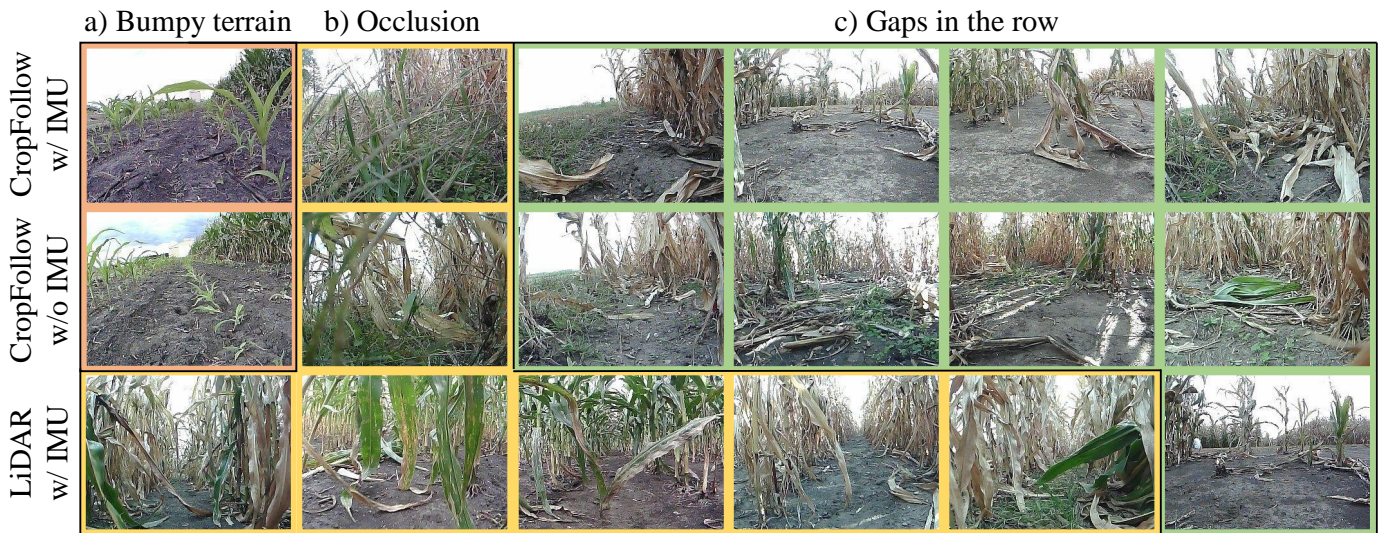 a) Bumpy terrain
b) Occlusion
c) Gaps in the row
CropFollow
w/ IMU
CropFollow
w/o IMU
LiDAR
w/ IMU